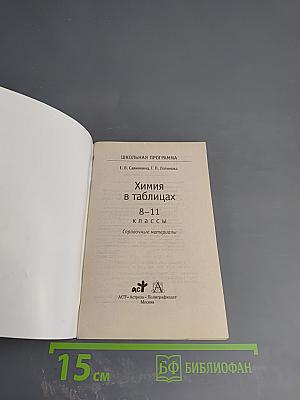 ШКОЛЬНАЯ ПРОГРАММА
Е. В. Савинкина, Г. П. Логинова
Химия
в таблицах
8–11
классы
Справочные материалы
аст
А
АСТ • Астрель • Полиграфиздат
Москва
15 см
БФ БИБЛИОФАН